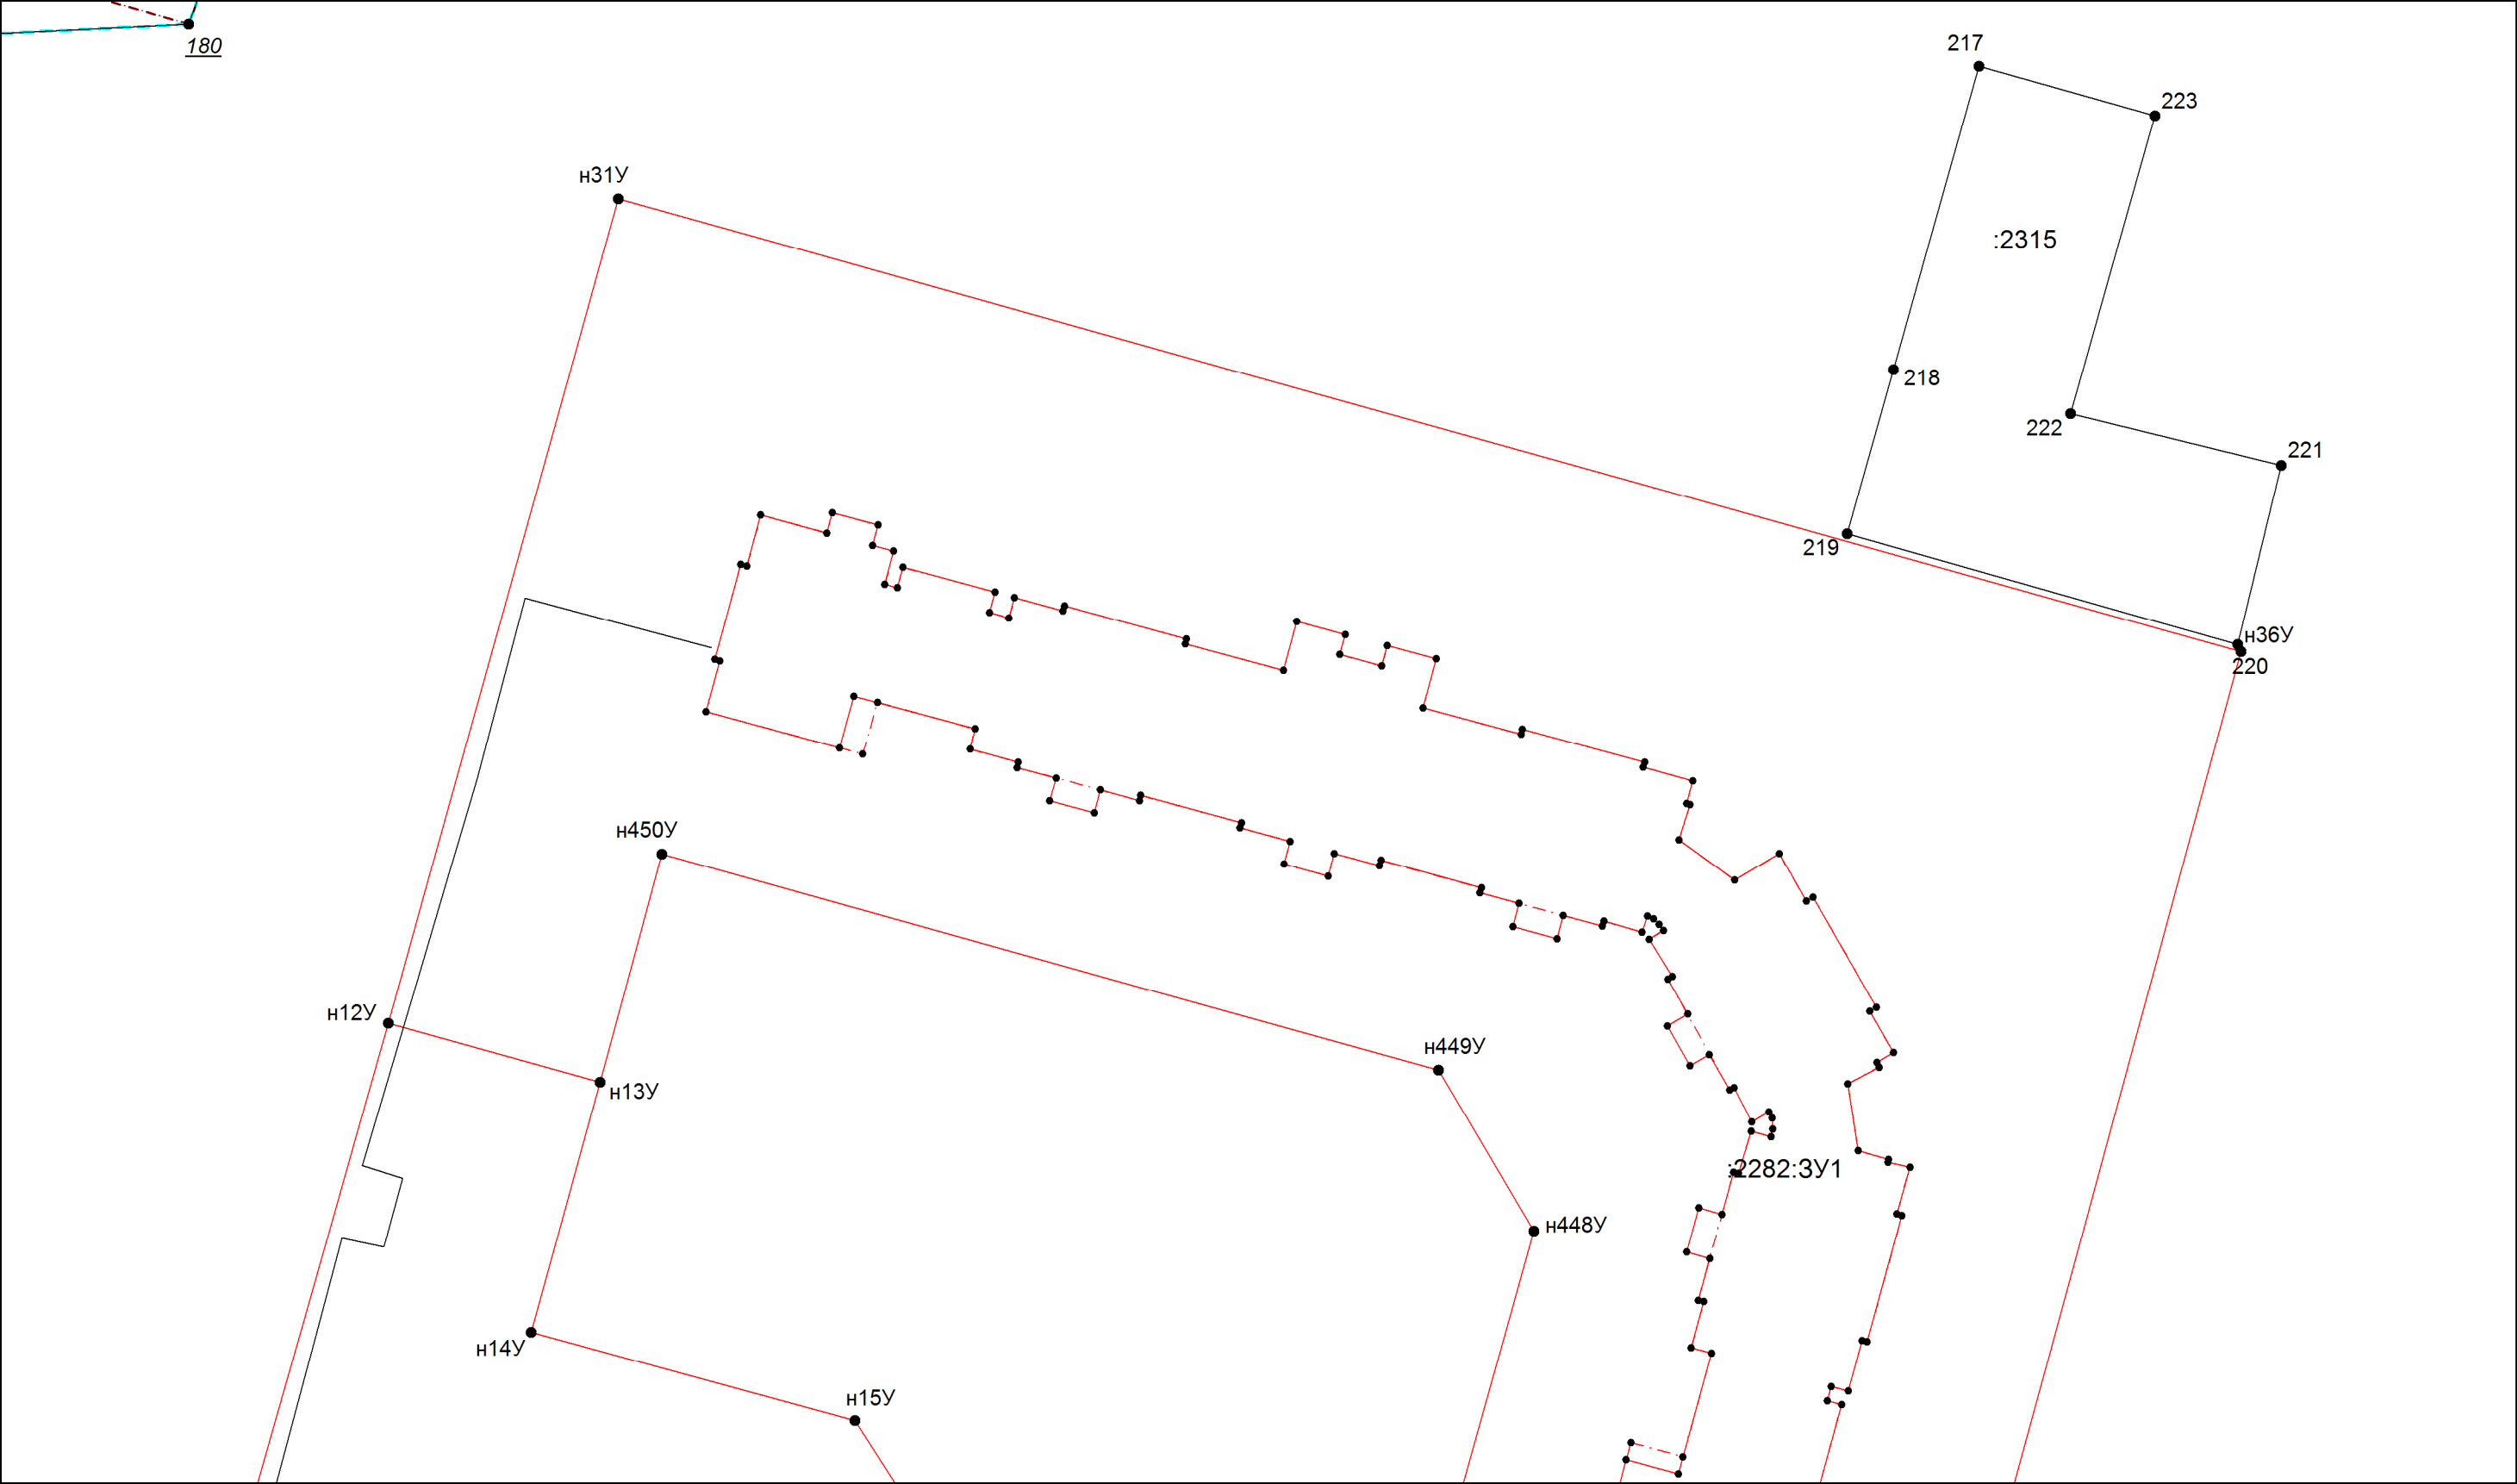 180
217
223
н31У
:2315
218
222
221
219
н36У
220
н450У
н12У
н449У
н13У
:2282:ЗУ1
н448У
н14У
н15У